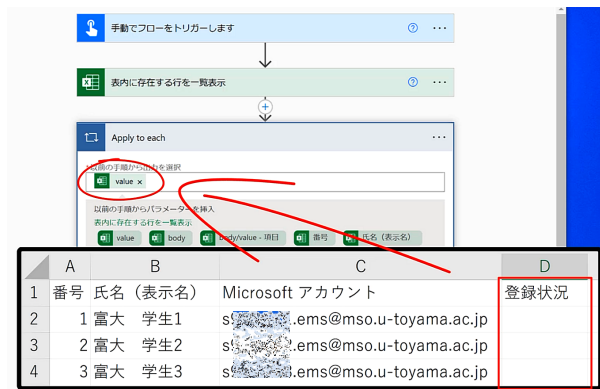 手動でフローをトリガーします
表内に存在する行を一覧表示
Apply to each
*以前の手順から出力を選択
value ×
以前の手順からパラメーターを挿入
表内に存在する行を一覧表示
value body body/value - 項目 番号 氏名（表示名）
A B C D
1 番号 氏名（表示名） Microsoft アカウント 登録状況
2 1 富大 学生1 s .ems@mso.u-toyama.ac.jp
3 2 富大 学生2 s .ems@mso.u-toyama.ac.jp
4 3 富大 学生3 s .ems@mso.u-toyama.ac.jp